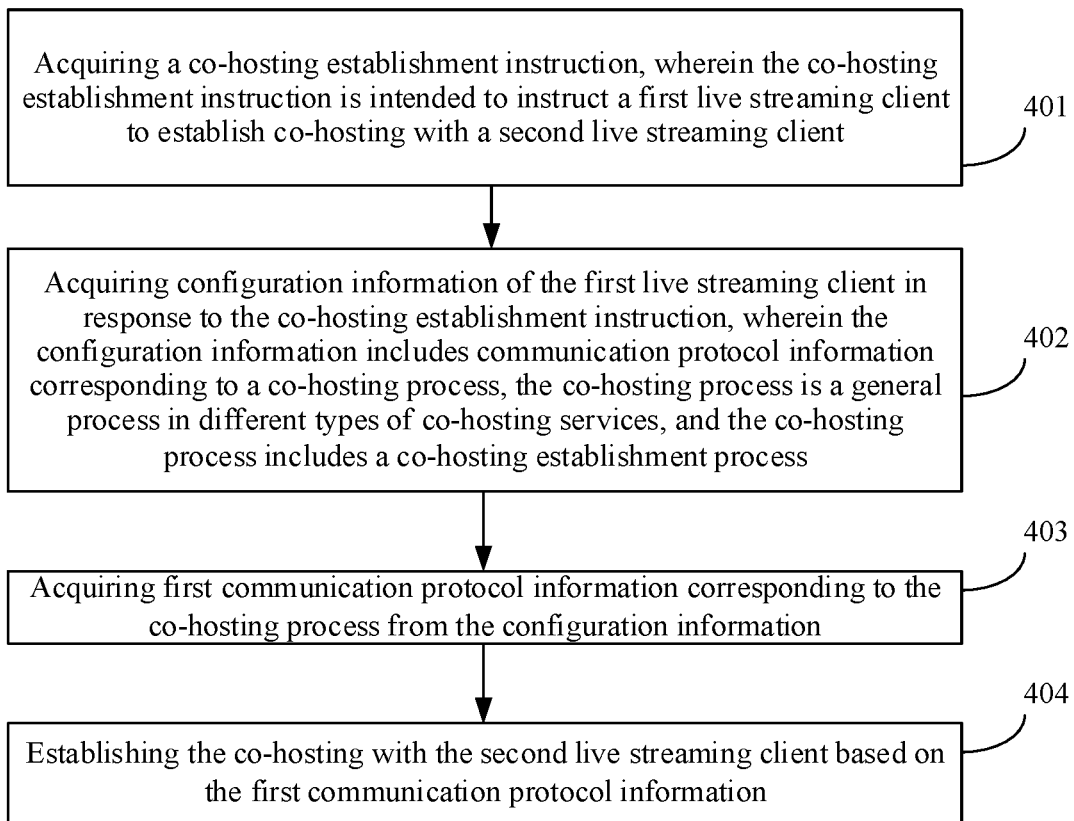 Acquiring a co-hosting establishment instruction, wherein the co-hosting
establishment instruction is intended to instruct a first live streaming client
to establish co-hosting with a second live streaming client
401
Acquiring configuration information of the first live streaming client in
response to the co-hosting establishment instruction, wherein the
configuration information includes communication protocol information
corresponding to a co-hosting process, the co-hosting process is a general
process in different types of co-hosting services, and the co-hosting
process includes a co-hosting establishment process
402
403
Acquiring first communication protocol information corresponding to the
co-hosting process from the configuration information
404
Establishing the co-hosting with the second live streaming client based on
the first communication protocol information